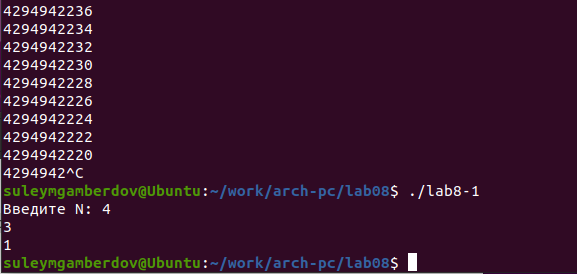 4294942236
4294942234
4294942232
4294942230
4294942228
4294942226
4294942224
4294942222
4294942220
4294942^C
suleymgamberdov@Ubuntu:~/work/arch-pc/lab08$ ./lab8-1
Введите N: 4
3
1
suleymgamberdov@Ubuntu:~/work/arch-pc/lab08$